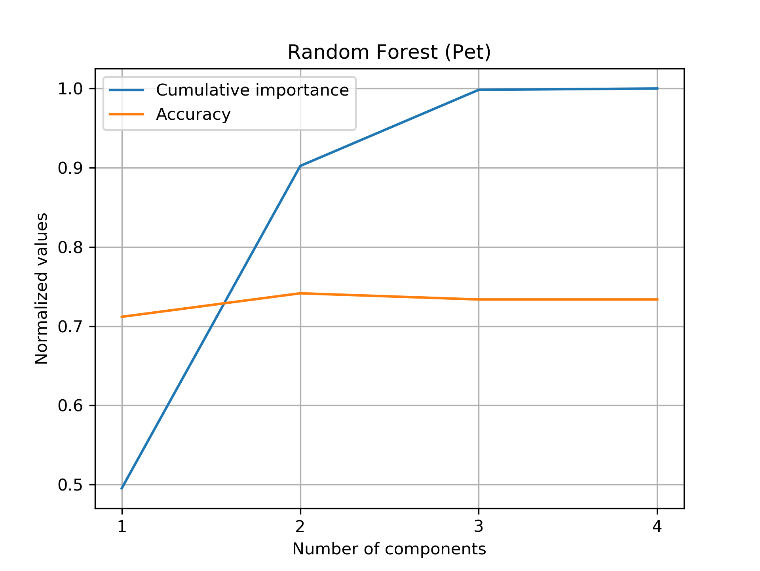 Random Forest (Pet)
Cumulative importance
Accuracy
1.0
0.9
0.8
0.7
0.6
0.5
Normalized values
1 2 3 4
Number of components